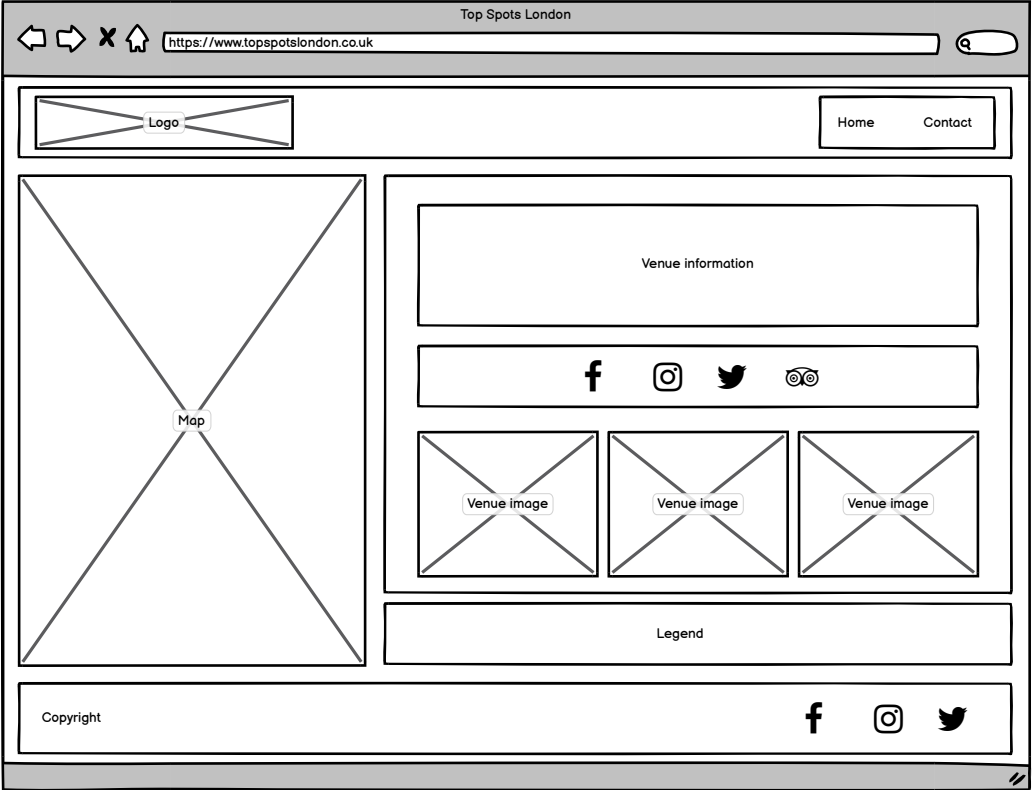 Top Spots London
https://www.topspotslondon.co.uk
Logo
Home
Contact
Map
Venue information
Venue image
Venue image
Venue image
Legend
Copyright